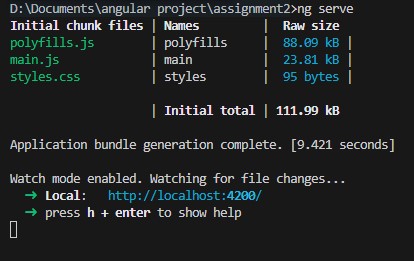 D:\Documents\angular project\assignment2>ng serve
Initial chunk files | Names | Raw size
polyfills.js | polyfills | 88.09 kB |
main.js | main | 23.81 kB |
styles.css | styles | 95 bytes |
| Initial total | 111.99 kB
Application bundle generation complete. [9.421 seconds]
Watch mode enabled. Watching for file changes...
➜ Local: http://localhost:4200/
➜ press h + enter to show help